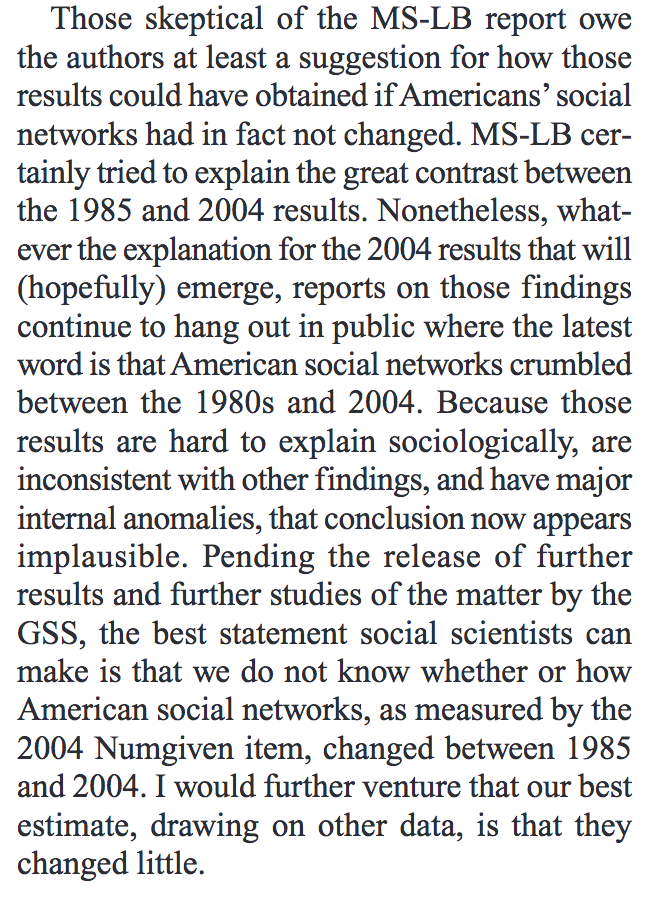 Those skeptical of the MS-LB report owe
the authors at least a suggestion for how those
results could have obtained if Americans’ social
networks had in fact not changed. MS-LB cer-
tainly tried to explain the great contrast between
the 1985 and 2004 results. Nonetheless, what-
ever the explanation for the 2004 results that will
(hopefully) emerge, reports on those findings
continue to hang out in public where the latest
word is that American social networks crumbled
between the 1980s and 2004. Because those
results are hard to explain sociologically, are
inconsistent with other findings, and have major
internal anomalies, that conclusion now appears
implausible. Pending the release of further
results and further studies of the matter by the
GSS, the best statement social scientists can
make is that we do not know whether or how
American social networks, as measured by the
2004 Numgiven item, changed between 1985
and 2004. I would further venture that our best
estimate, drawing on other data, is that they
changed little.